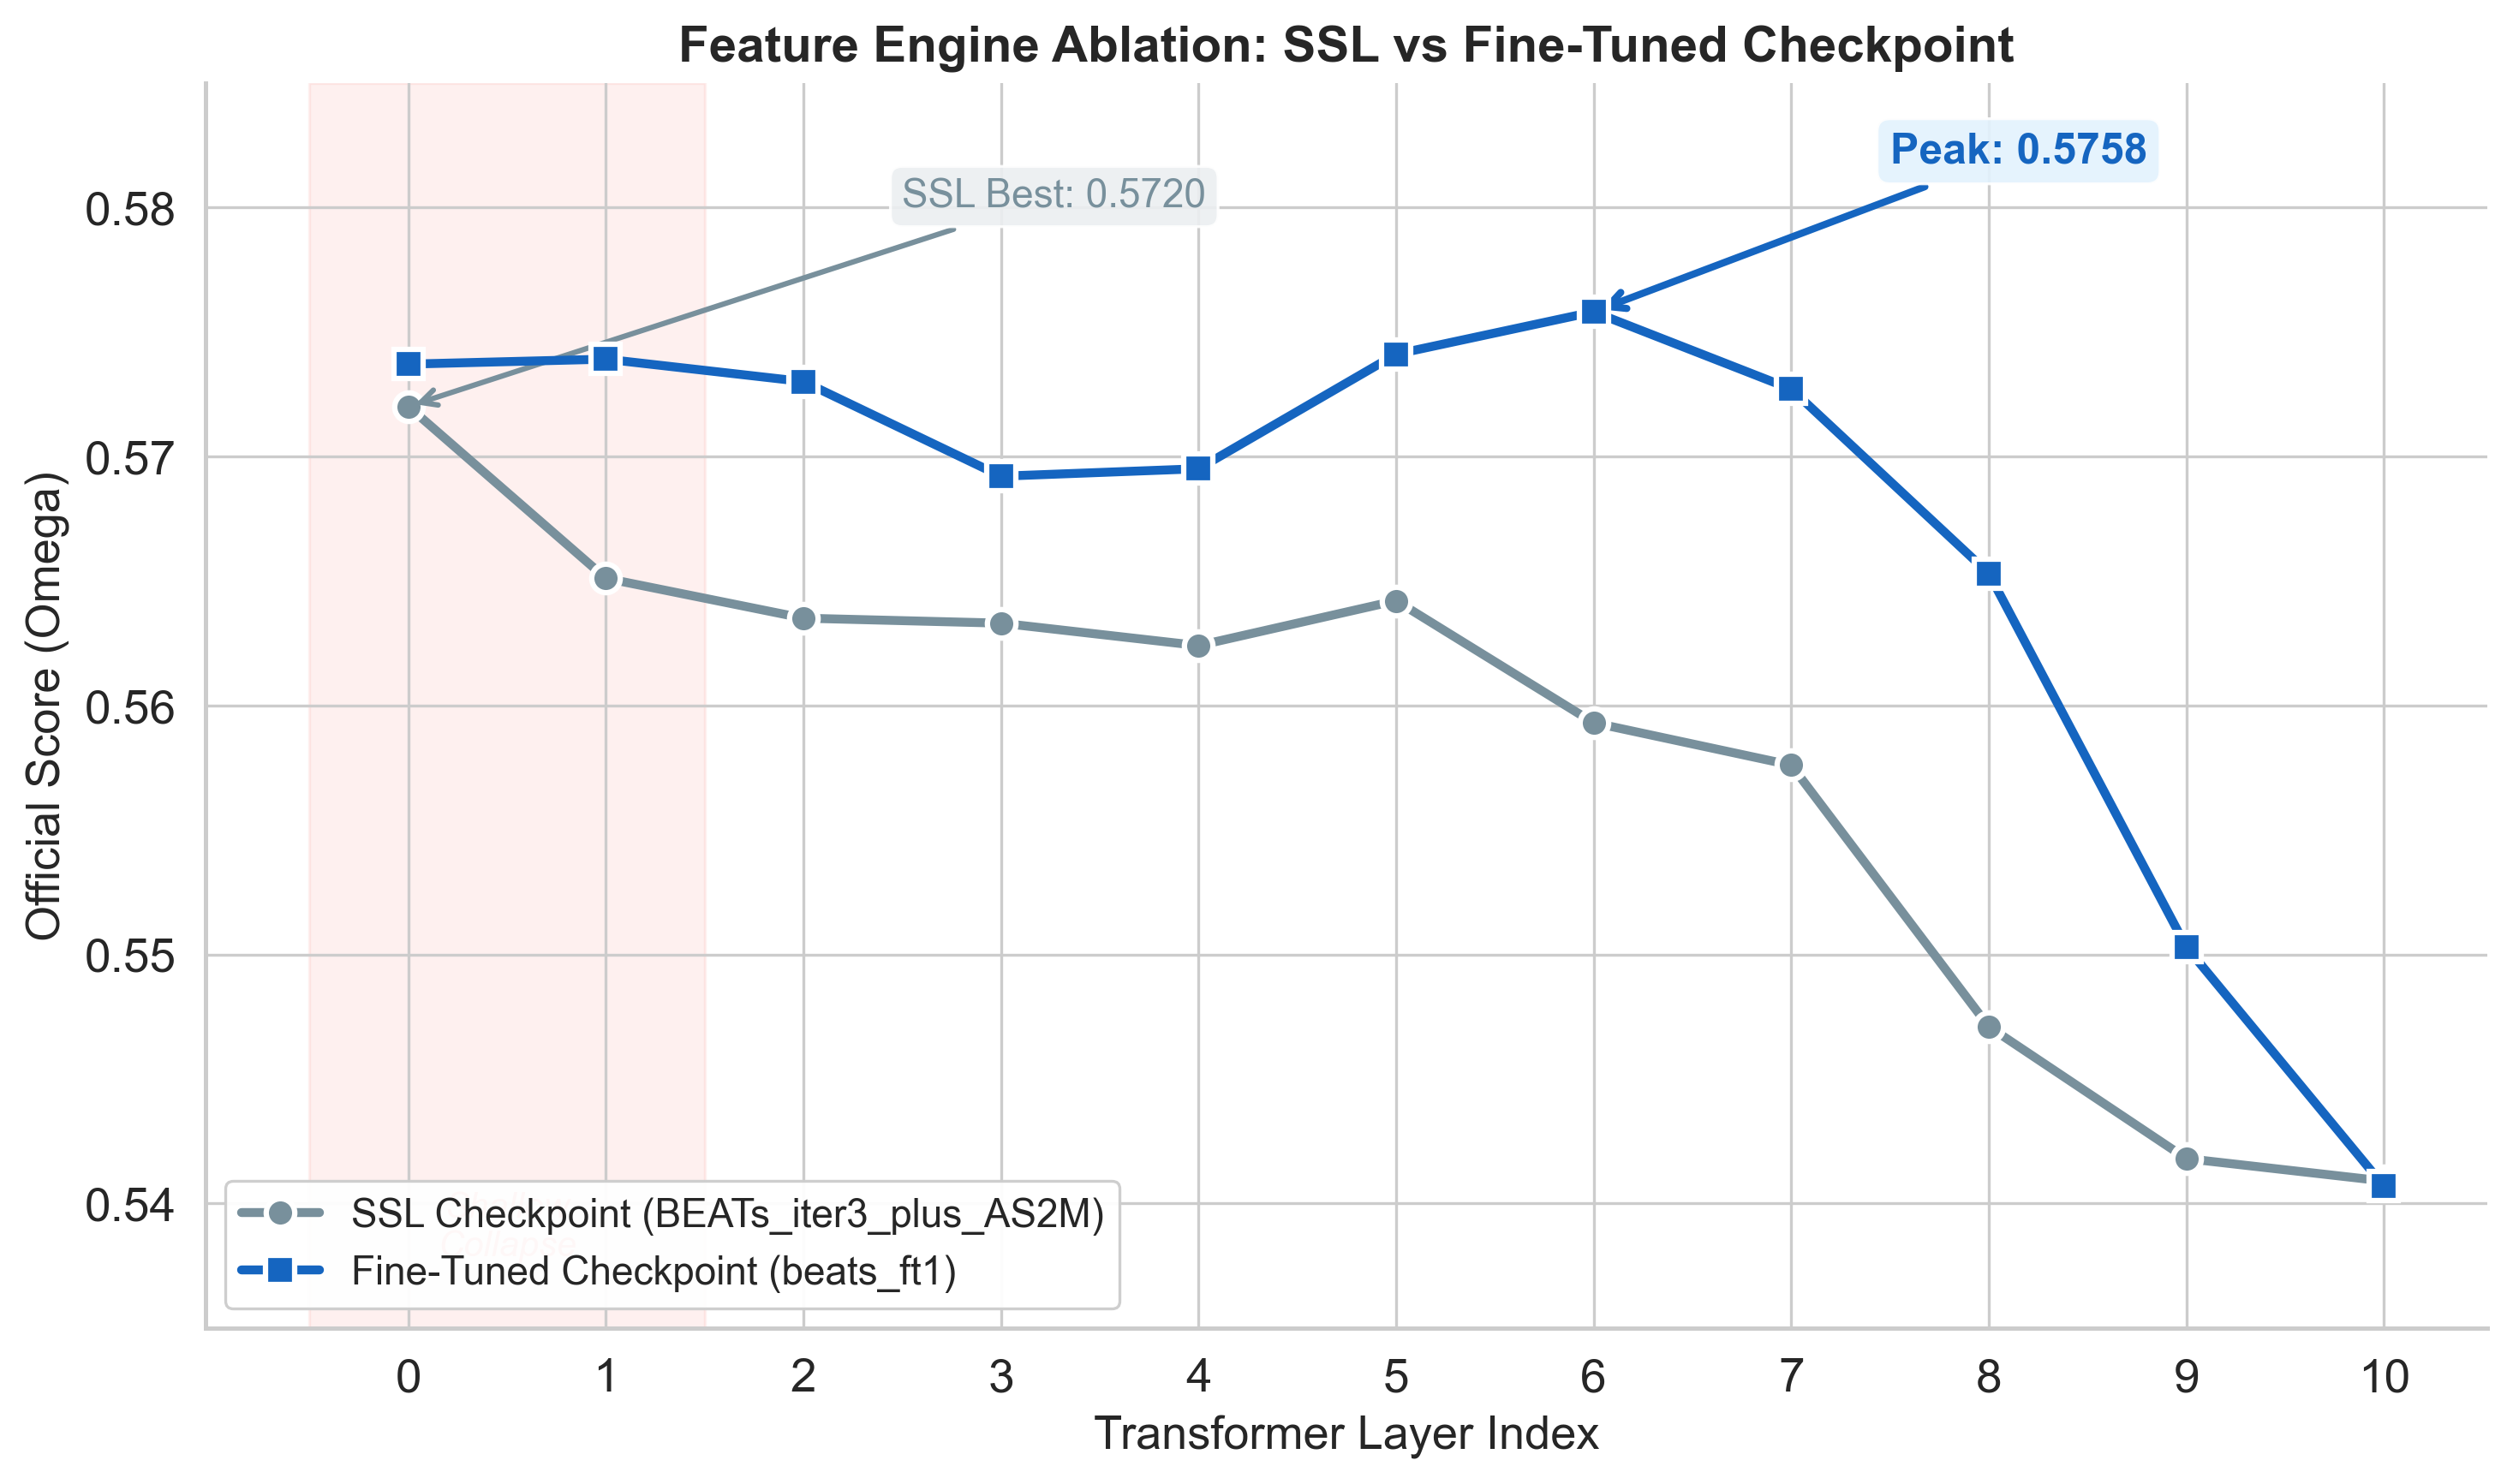 Feature Engine Ablation: SSL vs Fine-Tuned Checkpoint
Peak: 0.5758
SSL Best: 0.5720
0.58
0.57
0.56
0.55
0.54
Official Score (Omega)
SSL Checkpoint (BEATs_iter3_plus_AS2M)
Collapse
Fine-Tuned Checkpoint (beats_ft1)
0 1 2 3 4 5 6 7 8 9 10
Transformer Layer Index